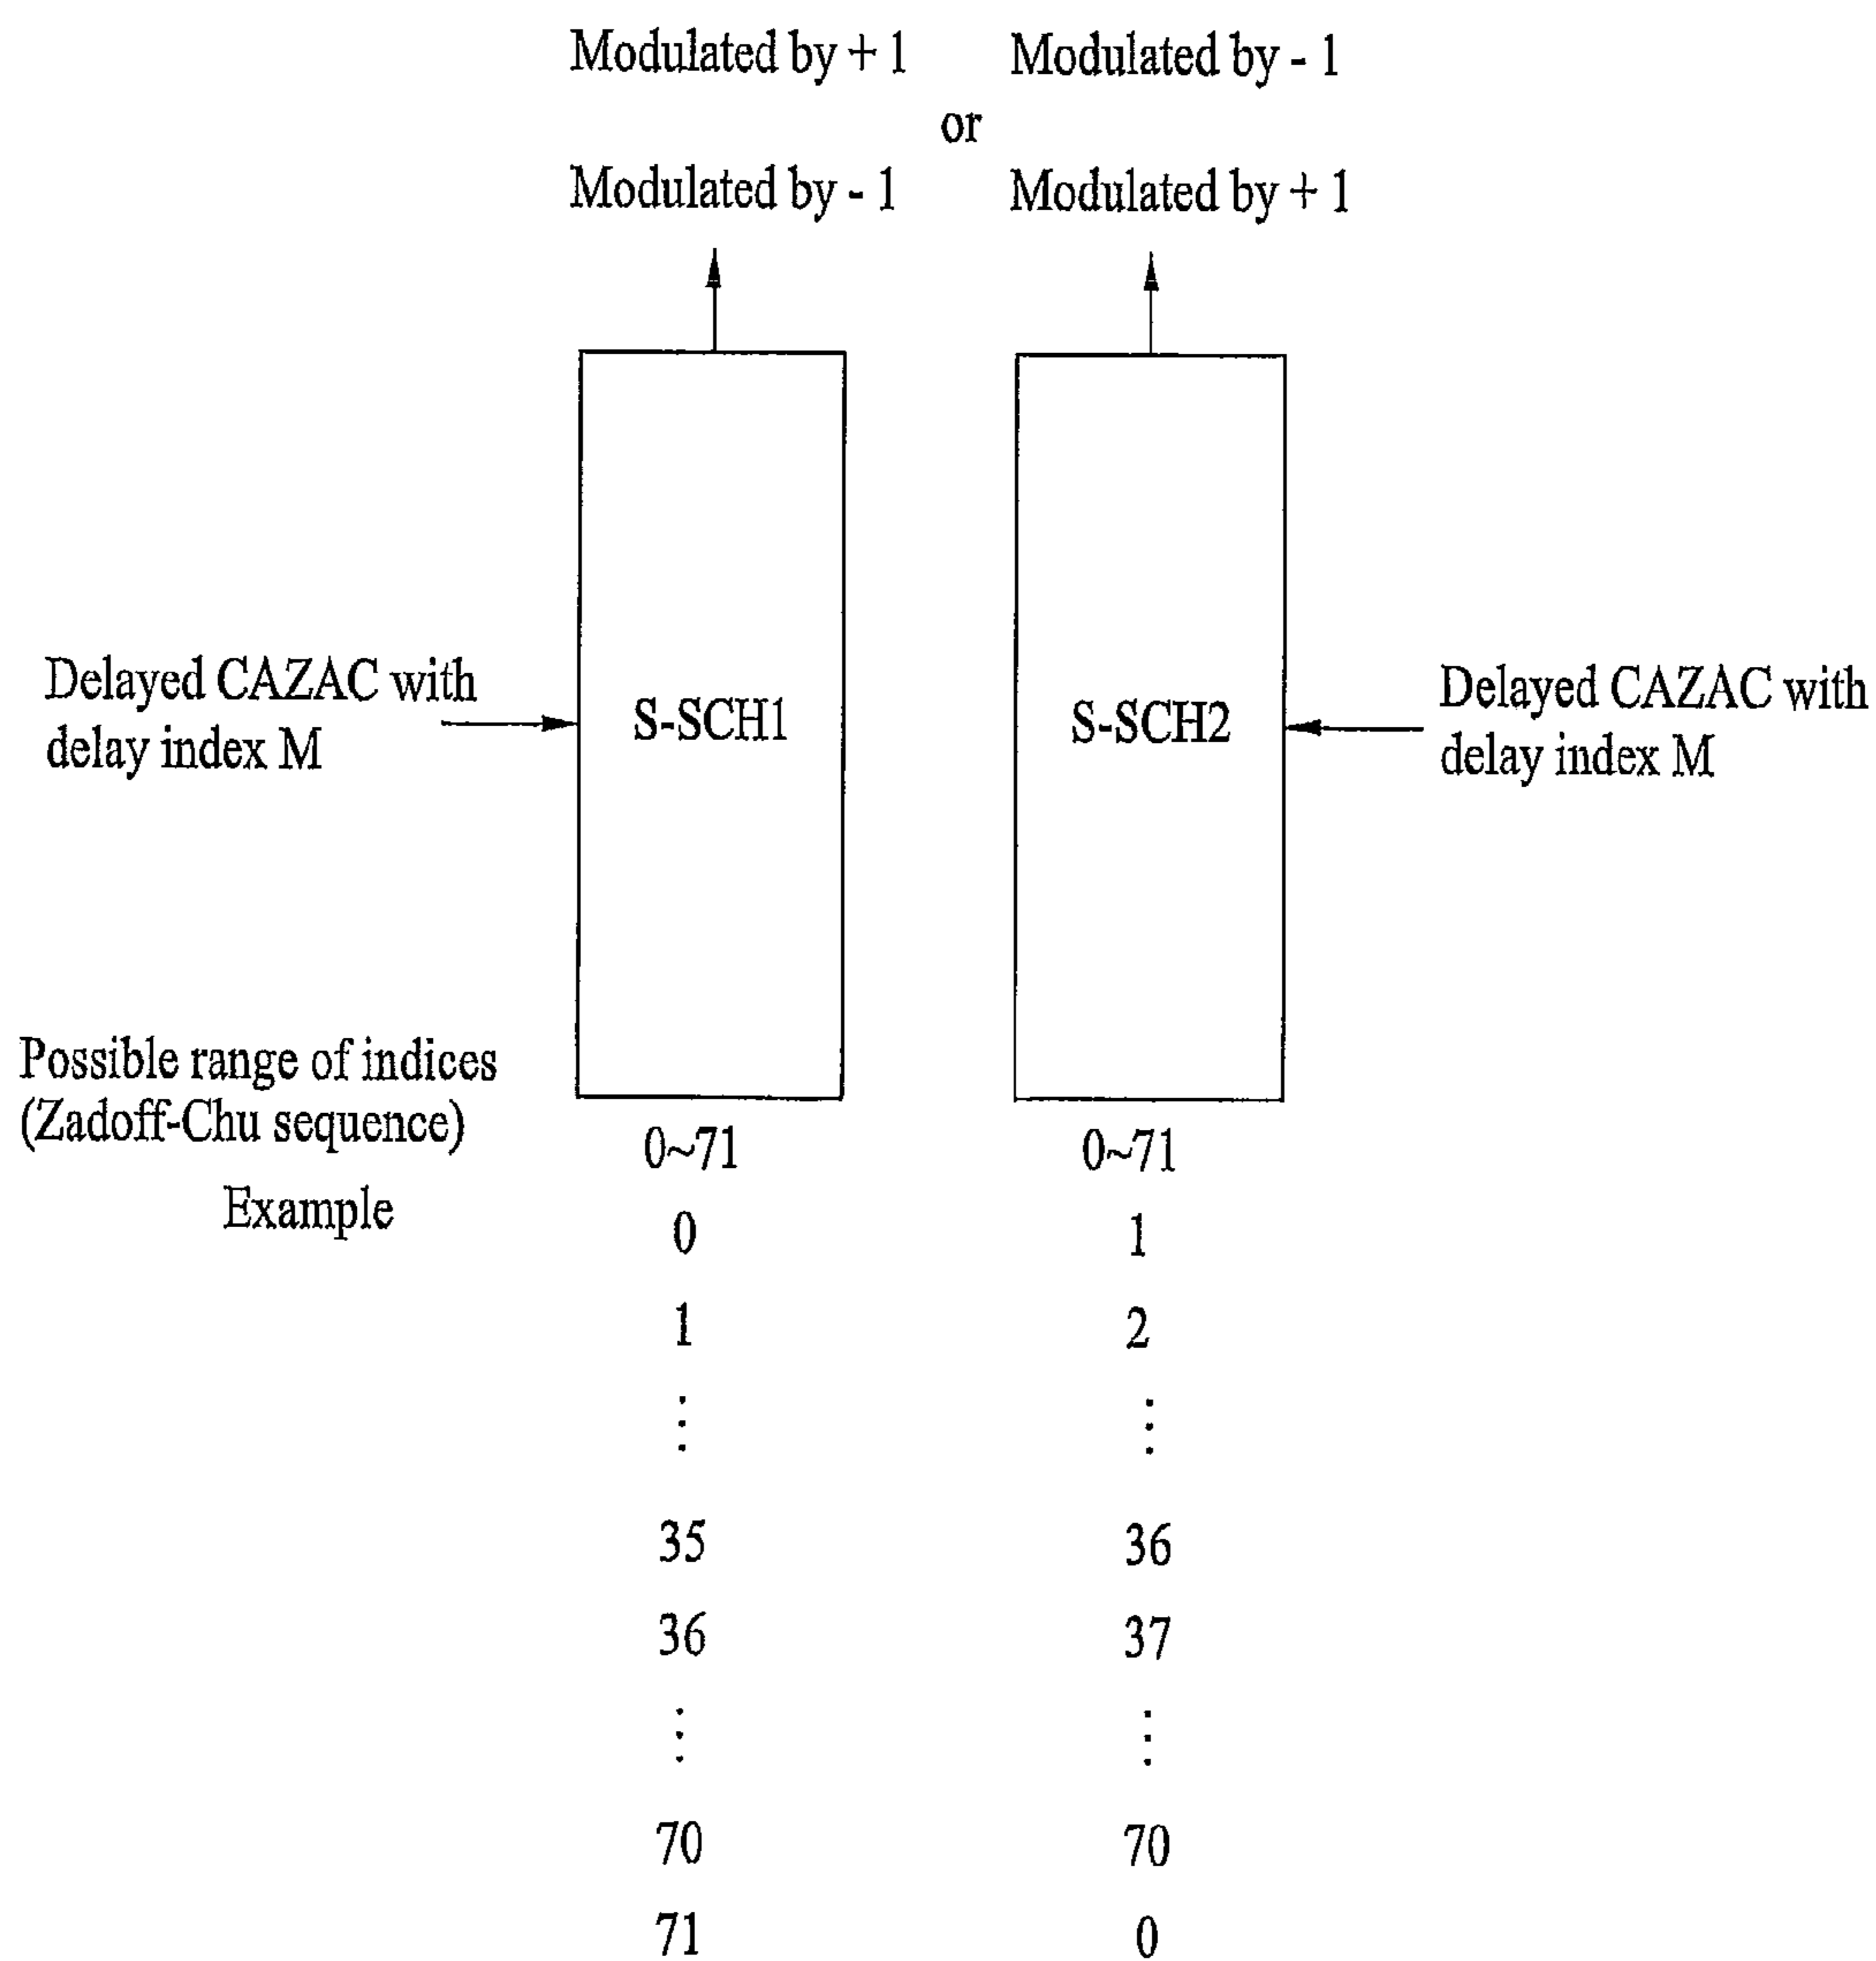 Modulated by + 1 Modulated by - 1
or
Modulated by - 1 Modulated by + 1
Delayed CAZAC with
delay index M
S-SCH1
S-SCH2
Delayed CAZAC with
delay index M
Possible range of indices
(Zadoff-Chu sequence)
0~71 0~71
Example 0 1
1 2
35 36
36 37
70 70
71 0